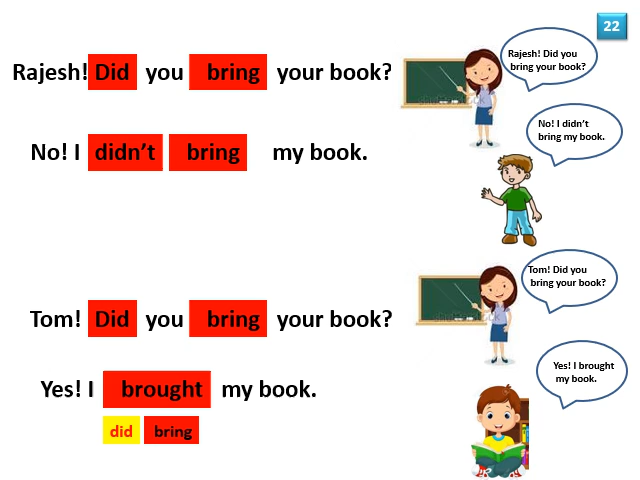 22
Rajesh! Did you bring your book?
Rajesh! Did you
bring your book?
No! I didn't bring my book.
No! I didn't
bring my book.
Tom! Did you bring your book?
Tom! Did you
bring your book?
Yes! I brought my book.
did bring
Yes! I brought
my book.